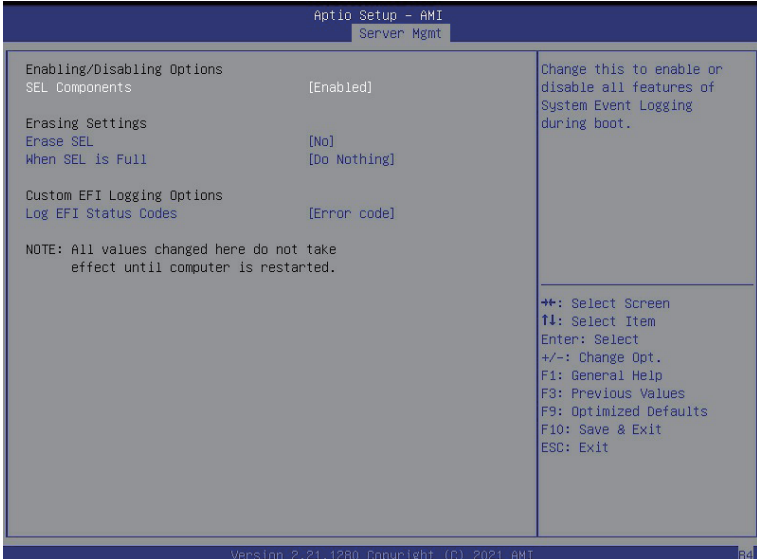 Aptio Setup – AMI
Server Mgmt
Enabling/Disabling Options
SEL Components [Enabled]
Erasing Settings
Erase SEL [No]
When SEL is Full [Do Nothing]
Custom EFI Logging Options
Log EFI Status Codes [Error code]
NOTE: All values changed here do not take
effect until computer is restarted.
Change this to enable or
disable all features of
System Event Logging
during boot.
→←: Select Screen
↑↓: Select Item
Enter: Select
+/-: Change Opt.
F1: General Help
F3: Previous Values
F9: Optimized Defaults
F10: Save & Exit
ESC: Exit
Version 2.21.1280 Copyright (C) 2021 AMI
B4